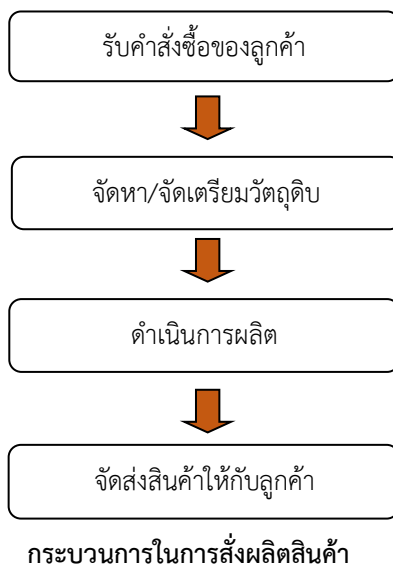 รับคำสั่งซื้อของลูกค้า
จัดหา/จัดเตรียมวัตถุดิบ
ดำเนินการผลิต
จัดส่งสินค้าให้กับลูกค้า
กระบวนการในการสั่งผลิตสินค้า